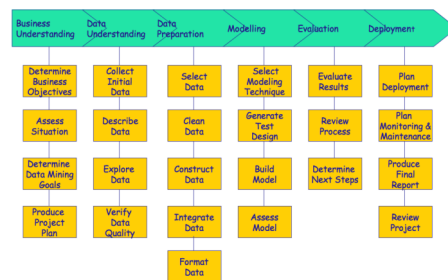 Business
Understanding
Data
Understanding
Data
Preparation
Modelling
Evaluation
Deployment
Determine
Business
Objectives
Assess
Situation
Determine
Data Mining
Goals
Produce
Project
Plan
Collect
Initial
Data
Describe
Data
Explore
Data
Verify
Data
Quality
Select
Data
Clean
Data
Construct
Data
Integrate
Data
Format
Data
Select
Modeling
Technique
Generate
Test
Design
Build
Model
Assess
Model
Evaluate
Results
Review
Process
Determine
Next Steps
Plan
Deployment
Plan
Monitoring &
Maintenance
Produce
Final
Report
Review
Project